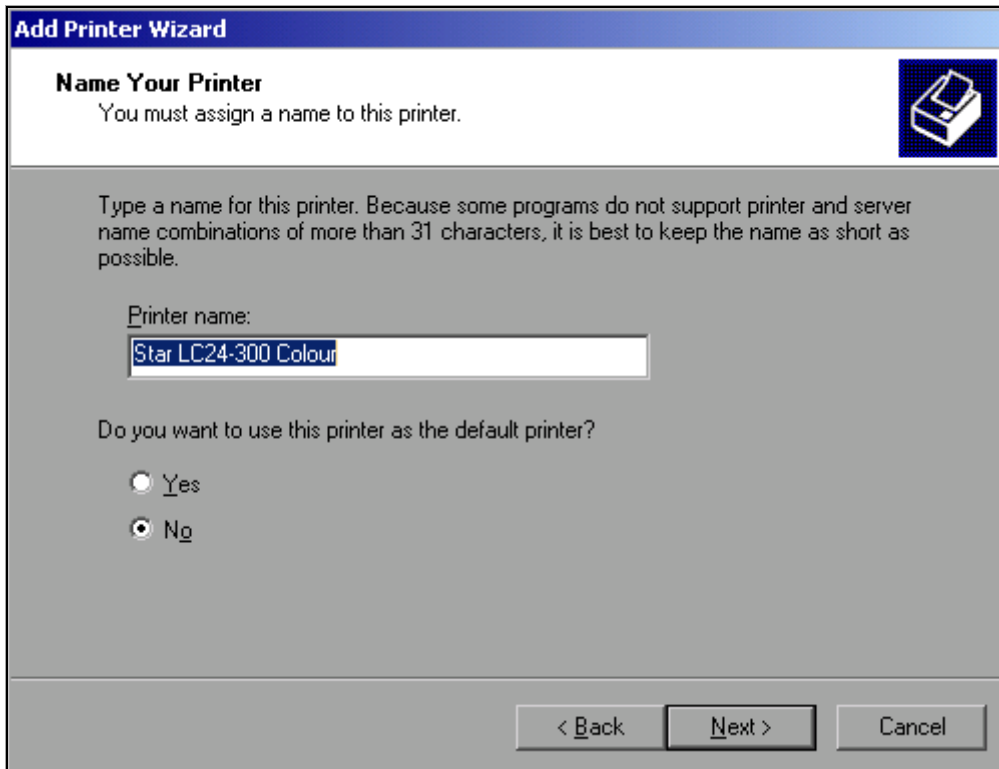 Add Printer Wizard
Name Your Printer
You must assign a name to this printer.
Type a name for this printer. Because some programs do not support printer and server
name combinations of more than 31 characters, it is best to keep the name as short as
possible.
Printer name:
Star LC24-300 Colour
Do you want to use this printer as the default printer?
Yes
No
< Back Next > Cancel